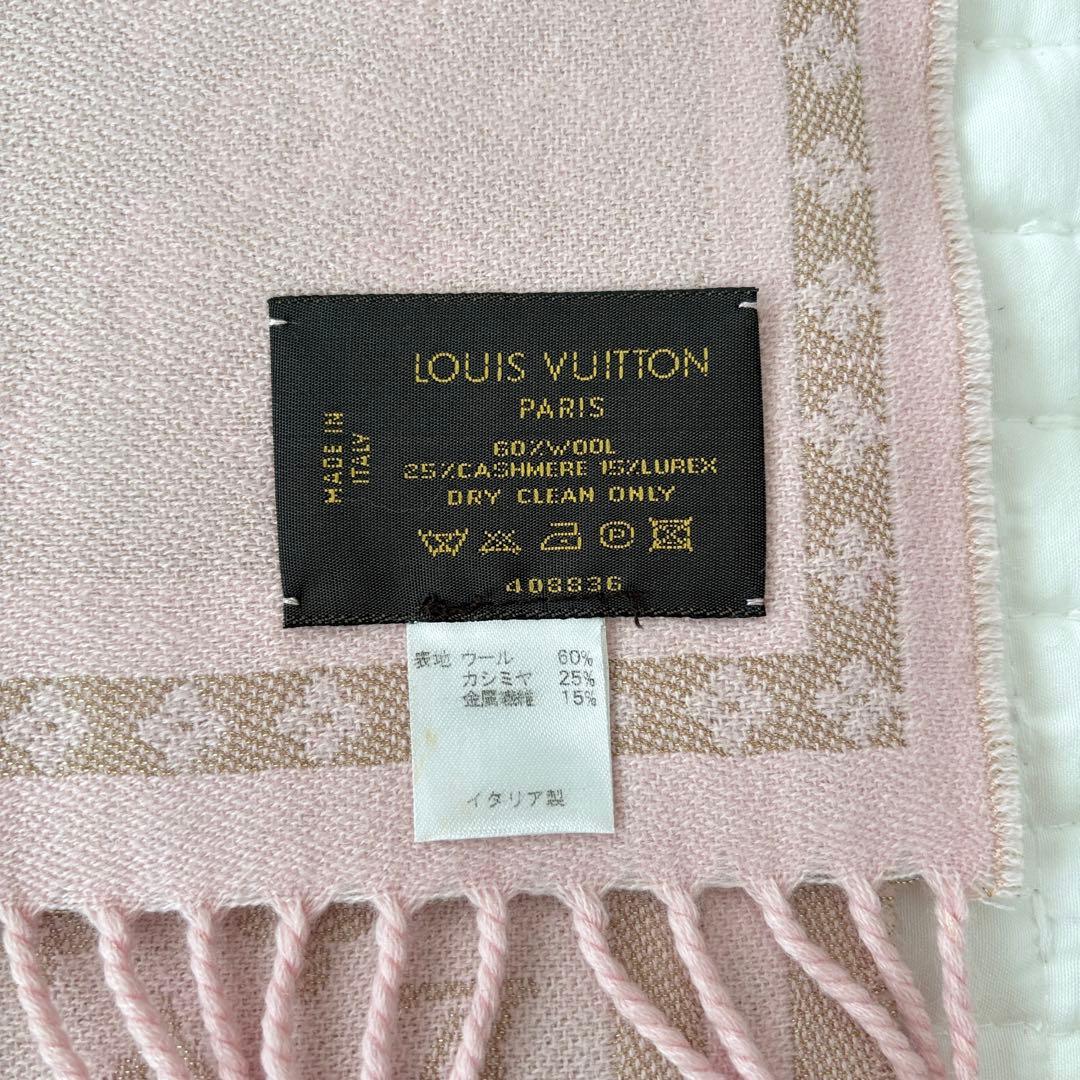 LOUIS VUITTON
PARIS
MADE IN
ITALY
60%WOOL
25%CASHMERE 15%LUREX
DRY CLEAN ONLY
P
408836
表地 ウール 60%
カシミヤ 25%
金属繊維 15%
イタリア製